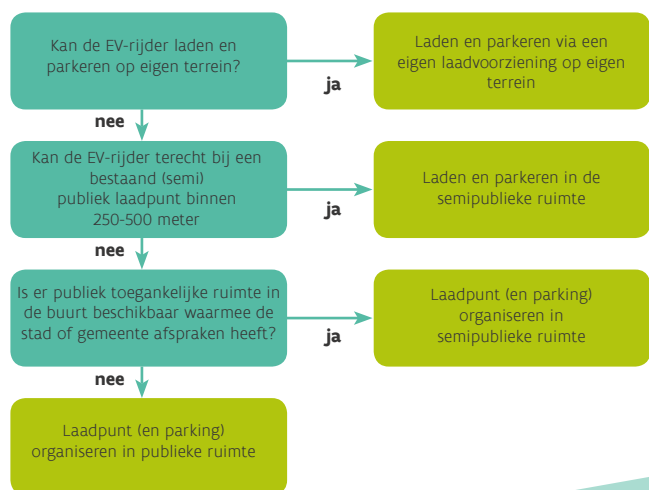 Kan de EV-rijder laden en
parkeren op eigen terrein?
ja
Laden en parkeren via een
eigen laadvoorziening op eigen
terrein
nee
Kan de EV-rijder terecht bij een
bestaand (semi)
publiek laadpunt binnen
250-500 meter
ja
Laden en parkeren in de
semipublieke ruimte
nee
Is er publiek toegankelijke ruimte in
de buurt beschikbaar waarmee de
stad of gemeente afspraken heeft?
ja
Laadpunt (en parking)
organiseren in
semipublieke ruimte
nee
Laadpunt (en parking)
organiseren in publieke ruimte